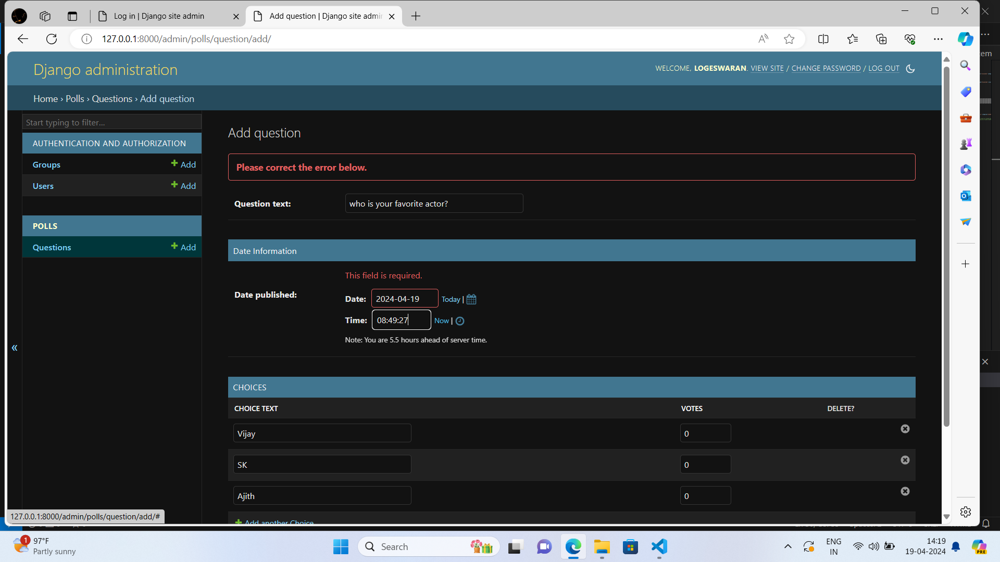 Log in | Django site admin
Add question | Django site admin
127.0.0.1:8000/admin/polls/question/add/
Django administration
WELCOME, LOGESWARAN. VIEW SITE / CHANGE PASSWORD / LOG OUT
Home › Polls › Questions › Add question
Start typing to filter...
AUTHENTICATION AND AUTHORIZATION
Groups
Add
Users
Add
POLLS
Questions
Add
«
Add question
Please correct the error below.
Question text:
who is your favorite actor?
Date Information
This field is required.
Date published:
Date:
2024-04-19
Today |
Time:
08:49:27
Now |
Note: You are 5.5 hours ahead of server time.
CHOICES
CHOICE TEXT
VOTES
DELETE?
Vijay
0
SK
0
Ajith
0
Add another Choice
127.0.0.1:8000/admin/polls/question/add/#
1
97°F
Partly sunny
Search
ENG
IN
14:19
19-04-2024
PRE